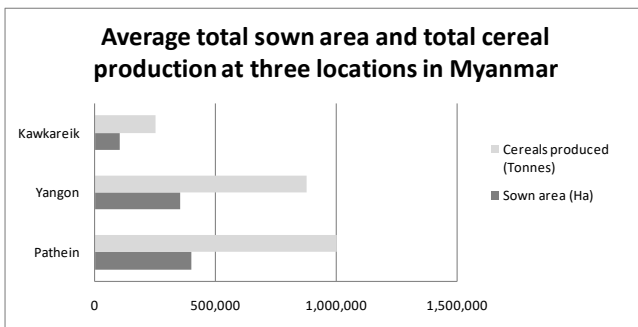 Average total sown area and total cereal
production at three locations in Myanmar
Kawkareik
Yangon
Pathein
0
500,000
1,000,000
1,500,000
Cereals produced
(Tonnes)
Sown area (Ha)